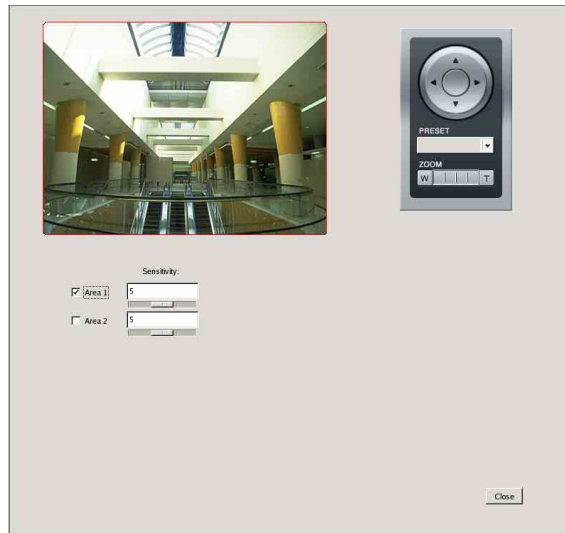 PRESET
ZOOM
W T
Sensitivity:
Area 1 5
Area 2 5
Close